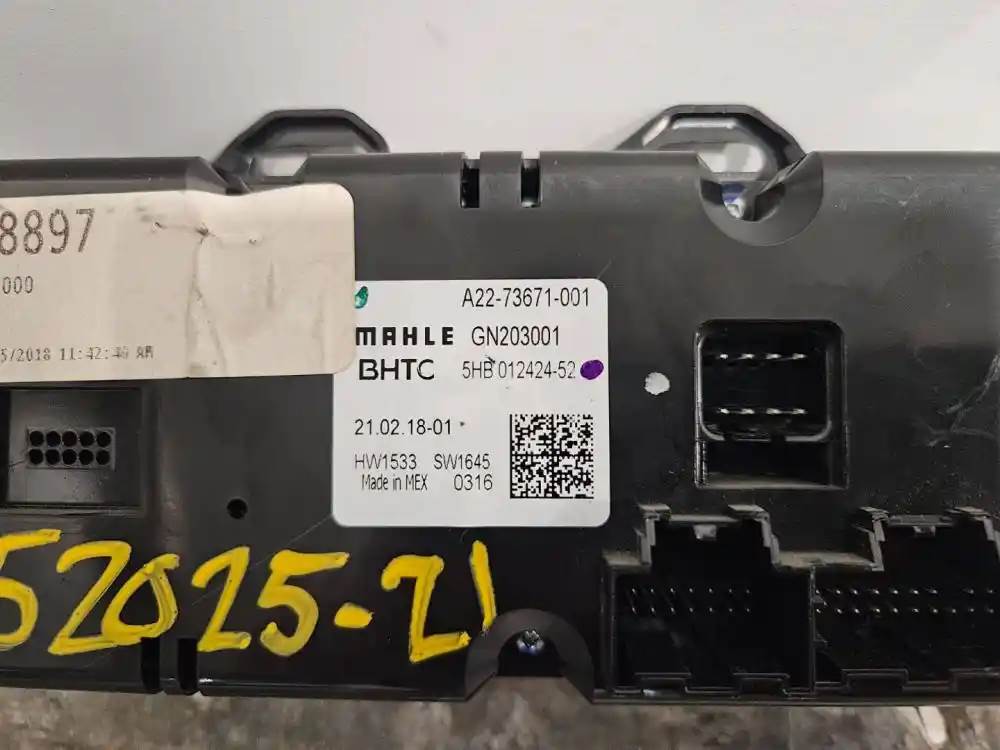 8897
000
5/2018 11:42:40 AM
A22-73671-001
MAHLE GN203001
BHTC 5HB 012424-52
21.02.18-01
HW1533 SW1645
Made in MEX 0316
52025-21